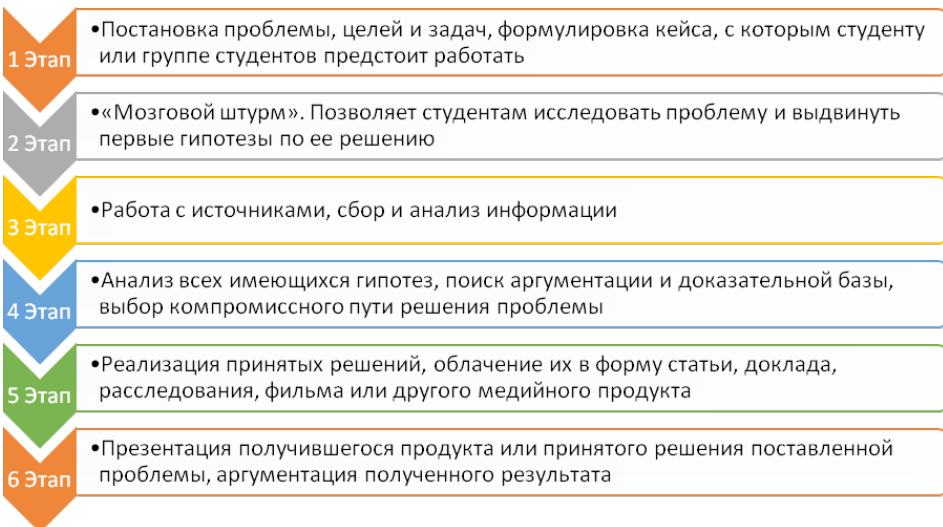 1 Этап
•Постановка проблемы, целей и задач, формулировка кейса, с которым студенту
или группе студентов предстоит работать
2 Этап
•«Мозговой штурм». Позволяет студентам исследовать проблему и выдвинуть
первые гипотезы по ее решению
3 Этап
•Работа с источниками, сбор и анализ информации
4 Этап
•Анализ всех имеющихся гипотез, поиск аргументации и доказательной базы,
выбор компромиссного пути решения проблемы
5 Этап
•Реализация принятых решений, облачение их в форму статьи, доклада,
расследования, фильма или другого медийного продукта
6 Этап
•Презентация получившегося продукта или принятого решения поставленной
проблемы, аргументация полученного результата